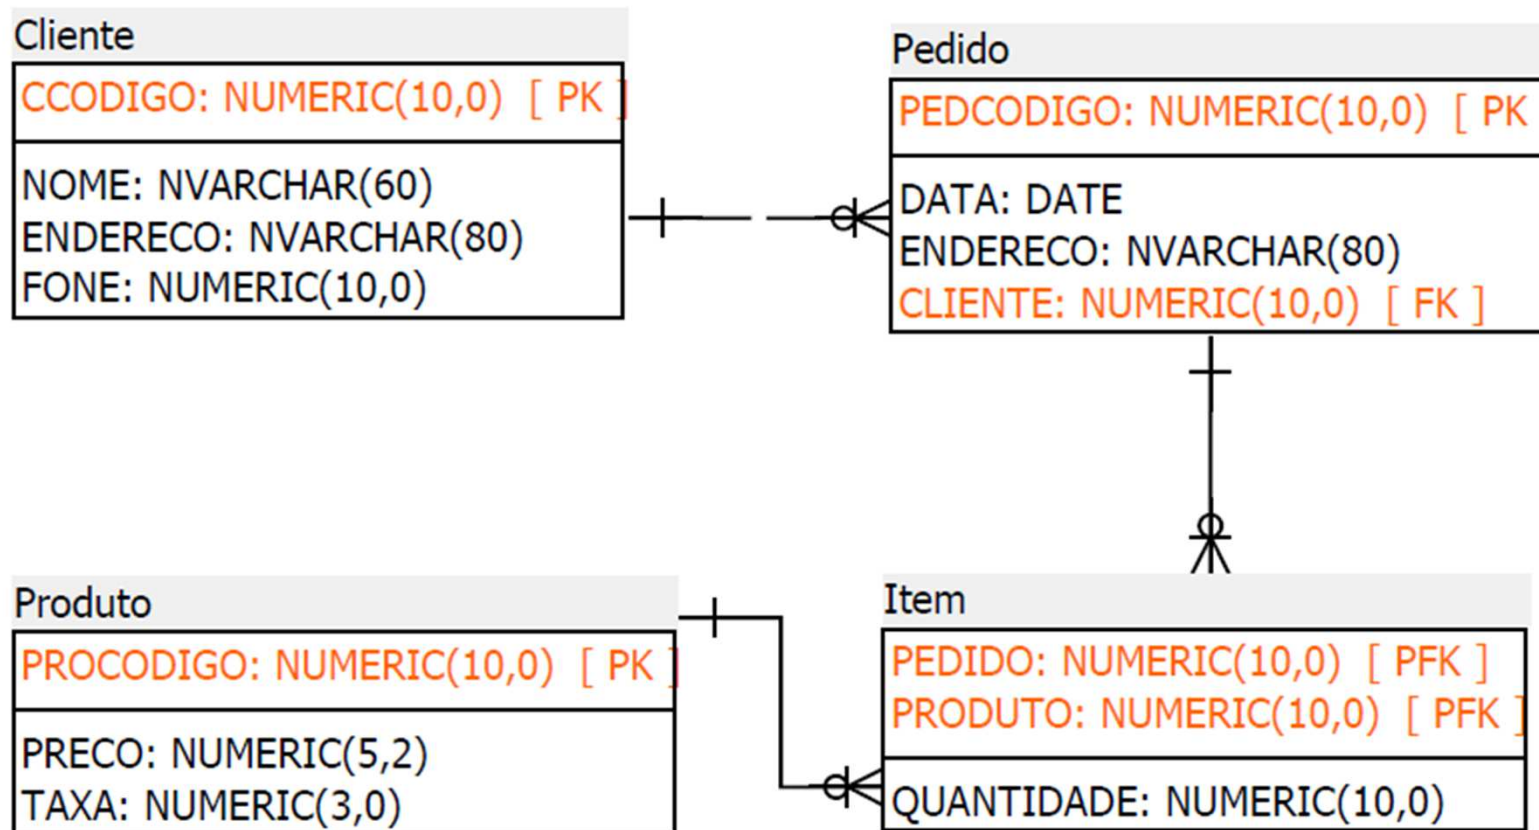 Cliente
CCODIGO: NUMERIC(10,0) [ PK ]
NOME: NVARCHAR(60)
ENDERECO: NVARCHAR(80)
FONE: NUMERIC(10,0)
Pedido
PEDCODIGO: NUMERIC(10,0) [ PK
DATA: DATE
ENDERECO: NVARCHAR(80)
CLIENTE: NUMERIC(10,0) [ FK ]
Produto
PROCODIGO: NUMERIC(10,0) [ PK ]
PRECO: NUMERIC(5,2)
TAXA: NUMERIC(3,0)
Item
PEDIDO: NUMERIC(10,0) [ PFK ]
PRODUTO: NUMERIC(10,0) [ PFK ]
QUANTIDADE: NUMERIC(10,0)